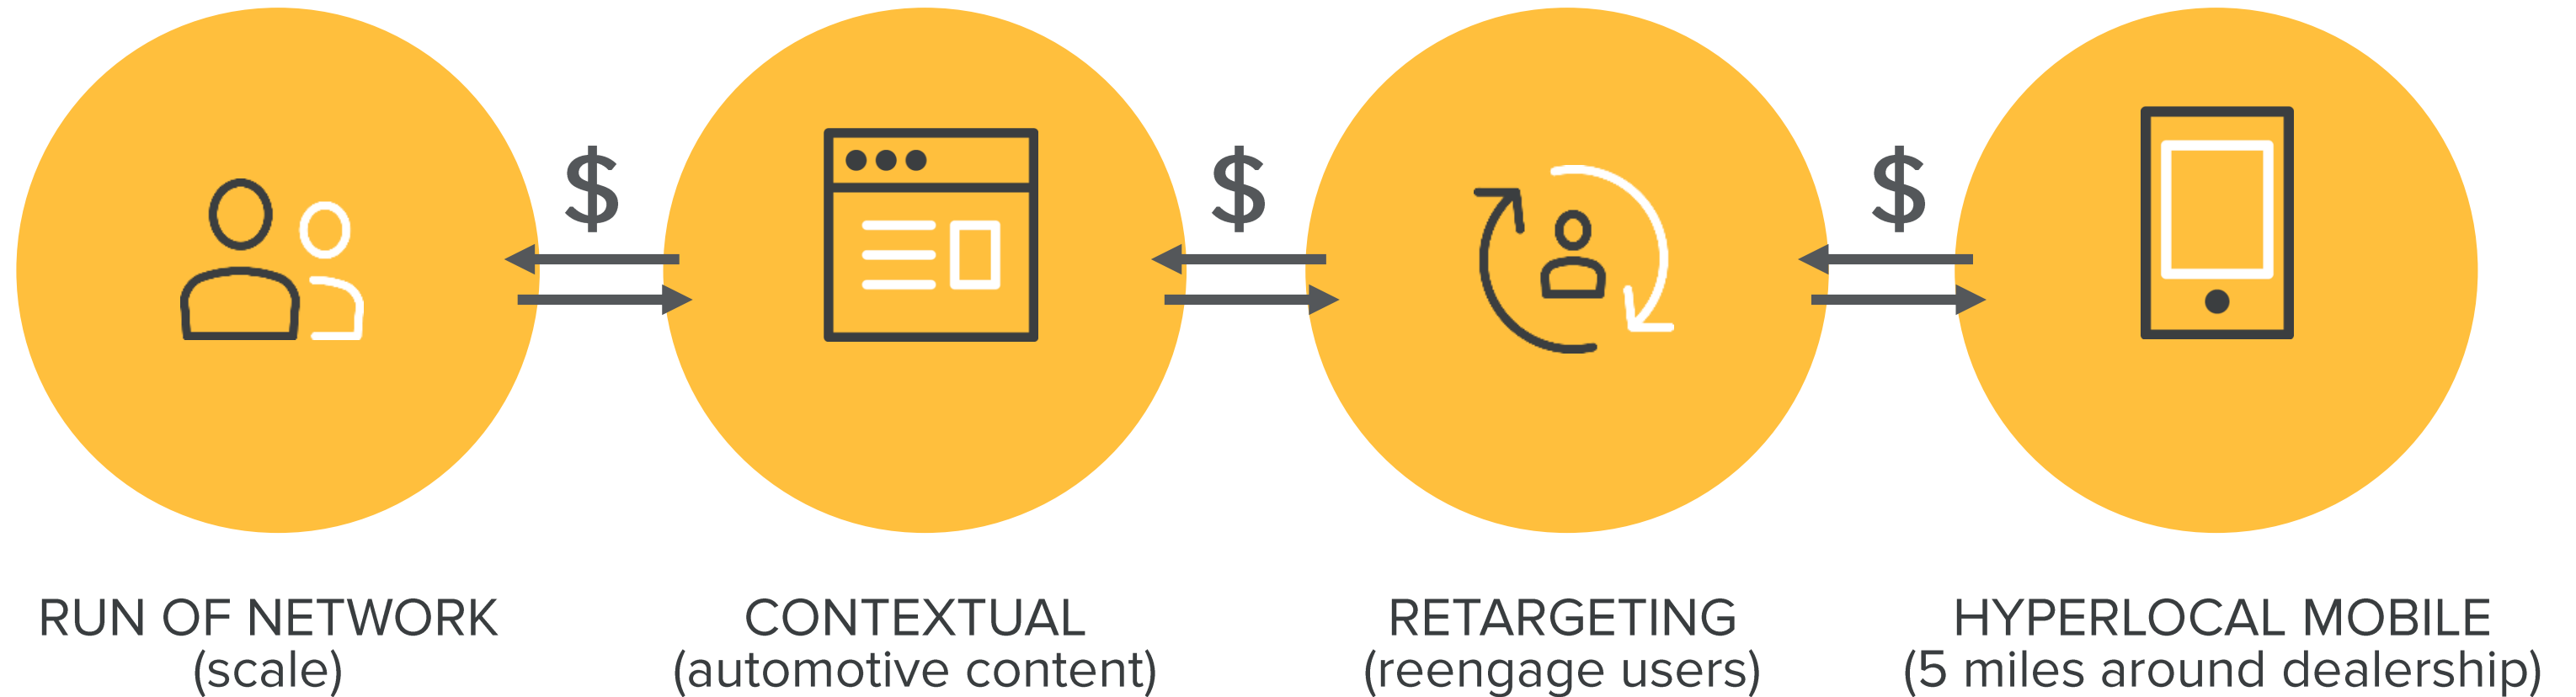 $ $ $
RUN OF NETWORK
(scale)
CONTEXTUAL
(automotive content)
RETARGETING
(reengage users)
HYPERLOCAL MOBILE
(5 miles around dealership)